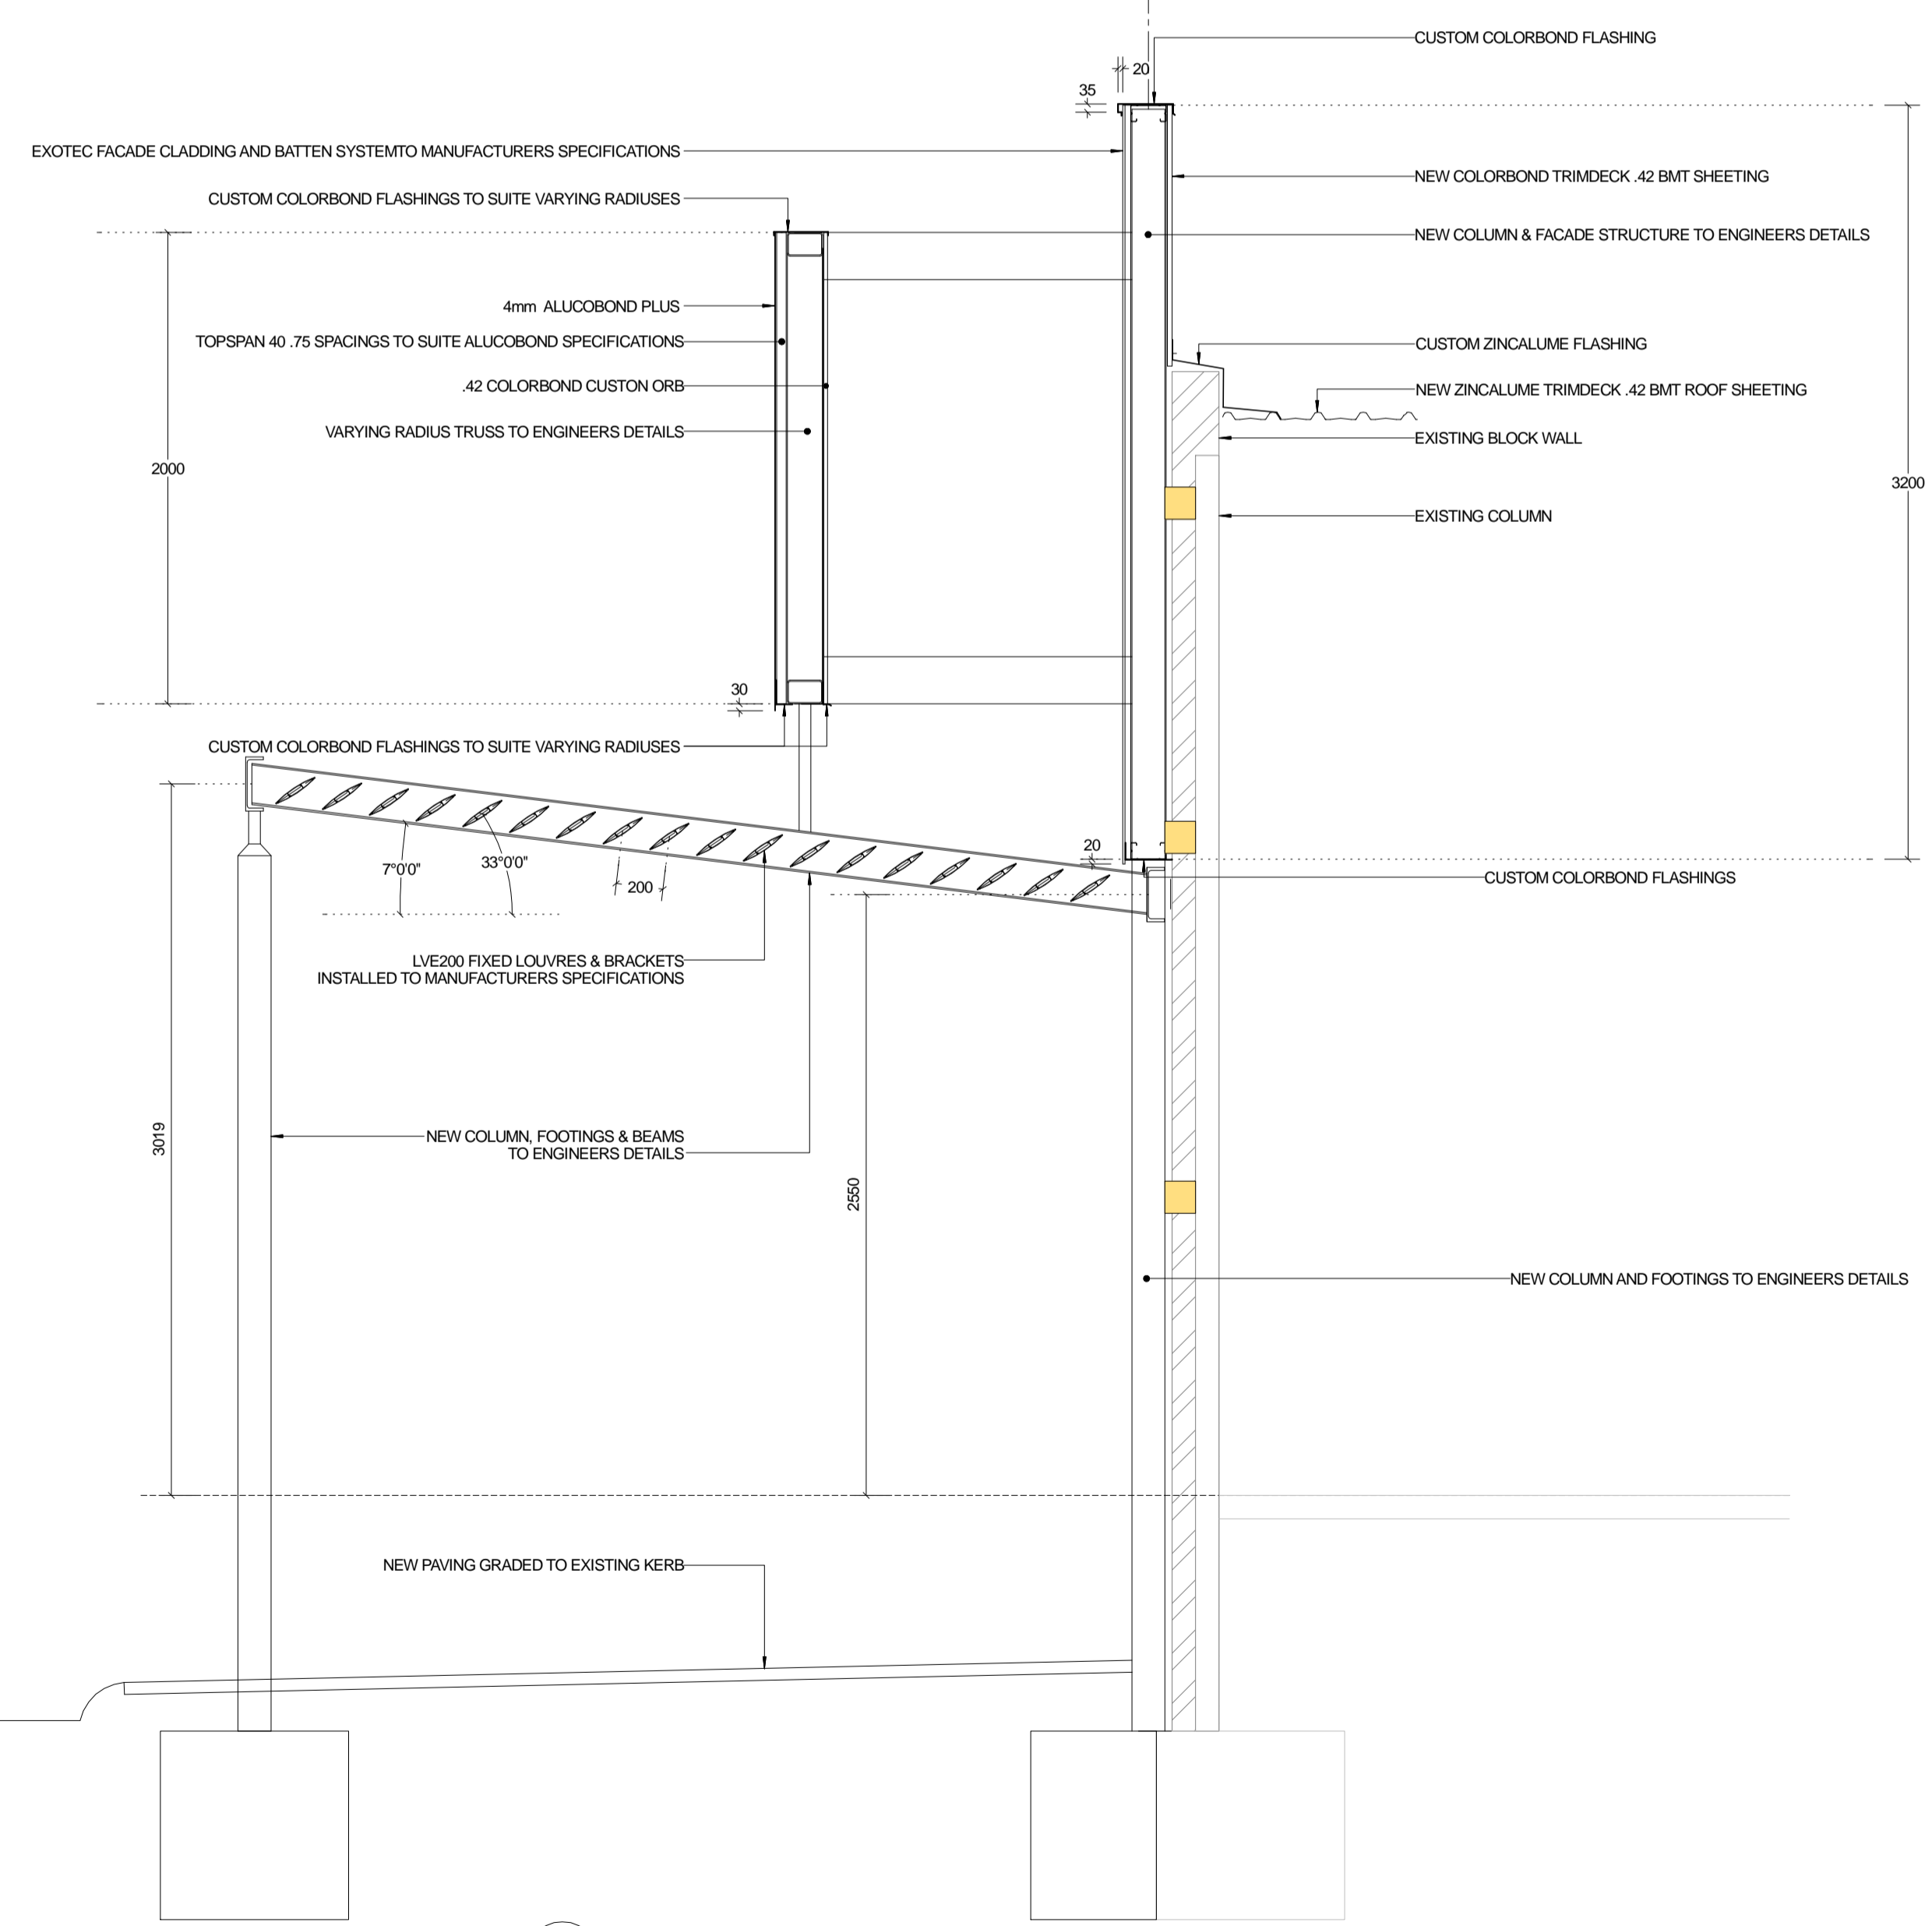 CUSTOM COLORBOND FLASHING
20
35
EXOTEC FACADE CLADDING AND BATTEN SYSTEMTO MANUFACTURERS SPECIFICATIONS
NEW COLORBOND TRIMDECK .42 BMT SHEETING
CUSTOM COLORBOND FLASHINGS TO SUITE VARYING RADIUSES
NEW COLUMN & FACADE STRUCTURE TO ENGINEERS DETAILS
4mm ALUCOBOND PLUS
TOPSPAN 40 .75 SPACINGS TO SUITE ALUCOBOND SPECIFICATIONS
CUSTOM ZINCALUME FLASHING
.42 COLORBOND CUSTON ORB
NEW ZINCALUME TRIMDECK .42 BMT ROOF SHEETING
VARYING RADIUS TRUSS TO ENGINEERS DETAILS
EXISTING BLOCK WALL
2000
3200
EXISTING COLUMN
30
CUSTOM COLORBOND FLASHINGS TO SUITE VARYING RADIUSES
20
7°0'0"
33°0'0"
200
CUSTOM COLORBOND FLASHINGS
LVE200 FIXED LOUVRES & BRACKETS
INSTALLED TO MANUFACTURERS SPECIFICATIONS
3019
NEW COLUMN, FOOTINGS & BEAMS
TO ENGINEERS DETAILS
2550
NEW COLUMN AND FOOTINGS TO ENGINEERS DETAILS
NEW PAVING GRADED TO EXISTING KERB